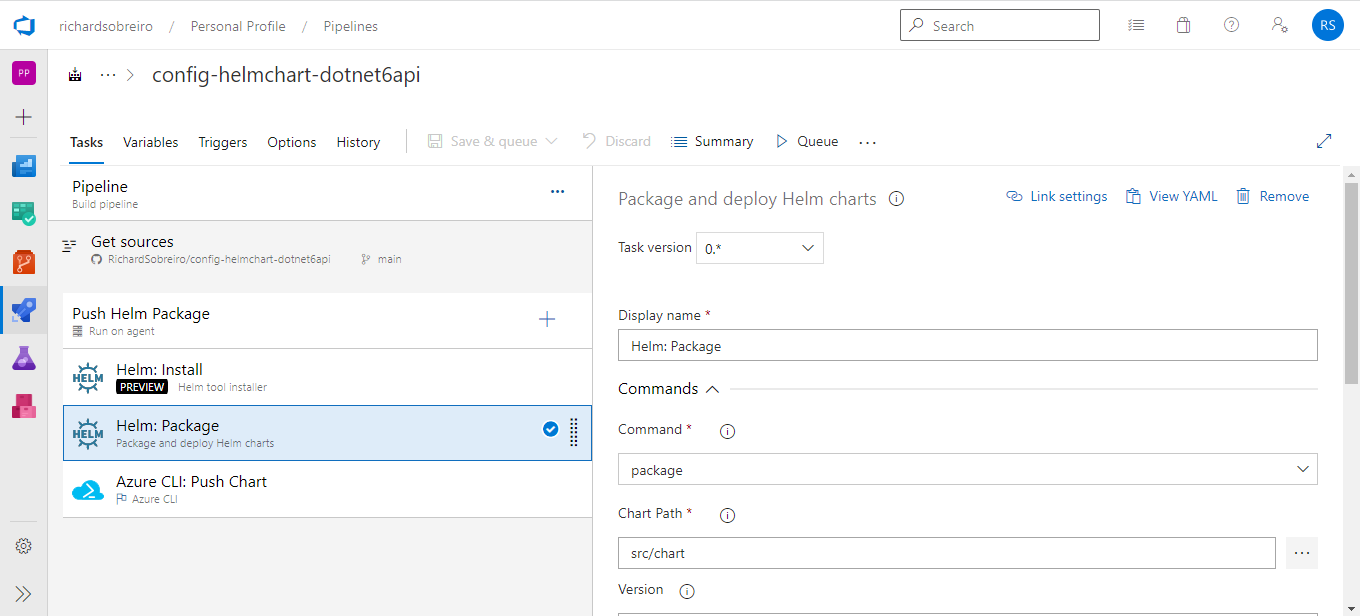 richardsobreiro / Personal Profile / Pipelines
Search
RS
PP
config-helmchart-dotnet6api
Tasks Variables Triggers Options History
Save & queue Discard Summary Queue
Pipeline
Build pipeline
Get sources
RichardSobreiro/config-helmchart-dotnet6api main
Push Helm Package
Run on agent
HELM
Helm: Install
PREVIEW Helm tool installer
HELM
Helm: Package
Package and deploy Helm charts
Azure CLI: Push Chart
Azure CLI
Package and deploy Helm charts
Link settings View YAML Remove
Task version 0.*
Display name *
Helm: Package
Commands
Command *
package
Chart Path *
src/chart
Version